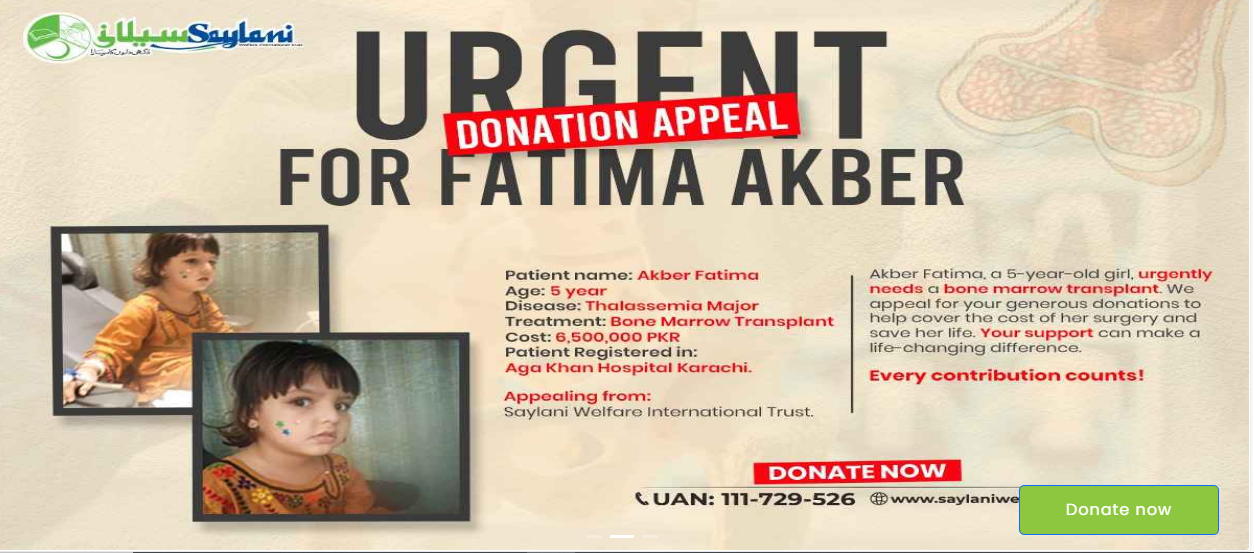 سیلانی Saylani
URGENT
DONATION APPEAL
FOR FATIMA AKBER
Patient name: Akber Fatima
Age: 5 year
Disease: Thalassemia Major
Treatment: Bone Marrow Transplant
Cost: 6,500,000 PKR
Patient Registered in:
Aga Khan Hospital Karachi.
Appealing from:
Saylani Welfare International Trust.
Akber Fatima, a 5-year-old girl, urgently
needs a bone marrow transplant. We
appeal for your generous donations to
help cover the cost of her surgery and
save her life. Your support can make a
life-changing difference.
Every contribution counts!
DONATE NOW
UAN: 111-729-526 www.saylaniwe
Donate now